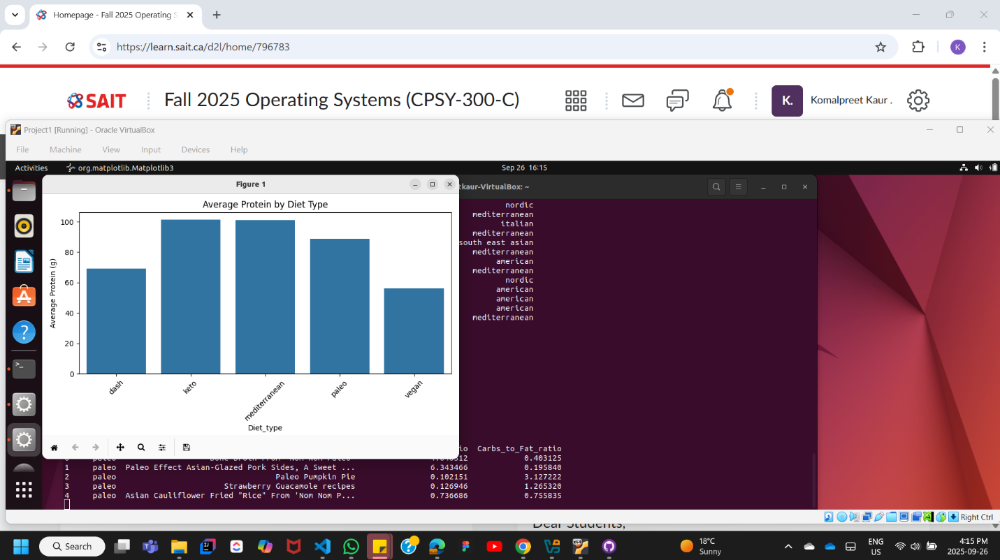 Homepage - Fall 2025 Operating S
https://learn.sait.ca/d2l/home/796783
K
SAIT
Fall 2025 Operating Systems (CPSY-300-C)
K.
Komalpreet Kaur .
Project1 [Running] - Oracle VirtualBox
File Machine View Input Devices Help
Activities
org.matplotlib.Matplotlib3
Sep 26 16:15
Figure 1
tkaur-VirtualBox: ~
Average Protein by Diet Type
Average Protein (g)
100
80
60
40
20
0
dash
keto
mediterranean
paleo
vegan
Diet_type
nordic
mediterranean
italian
mediterranean
south east asian
mediterranean
american
mediterranean
nordic
american
american
american
mediterranean
io Carbs_to_Fat_ratio
0.403125
1 paleo Paleo Effect Asian-Glazed Pork Sides, A Sweet ... 6.343466 0.195840
2 paleo Paleo Pumpkin Pie 0.102151 3.127222
3 paleo Strawberry Guacamole recipes 0.126946 1.265320
4 paleo Asian Cauliflower Fried "Rice" From 'Nom Nom P... 0.736686 0.755835
Right Ctrl
Dear Students,
Search
18°C
Sunny
ENG
US
4:15 PM
2025-09-26